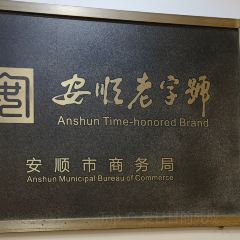 安顺老字號
Anshun Time-honored Brand
安顺市商务局
Anshun Municipal Bureau of Commerce